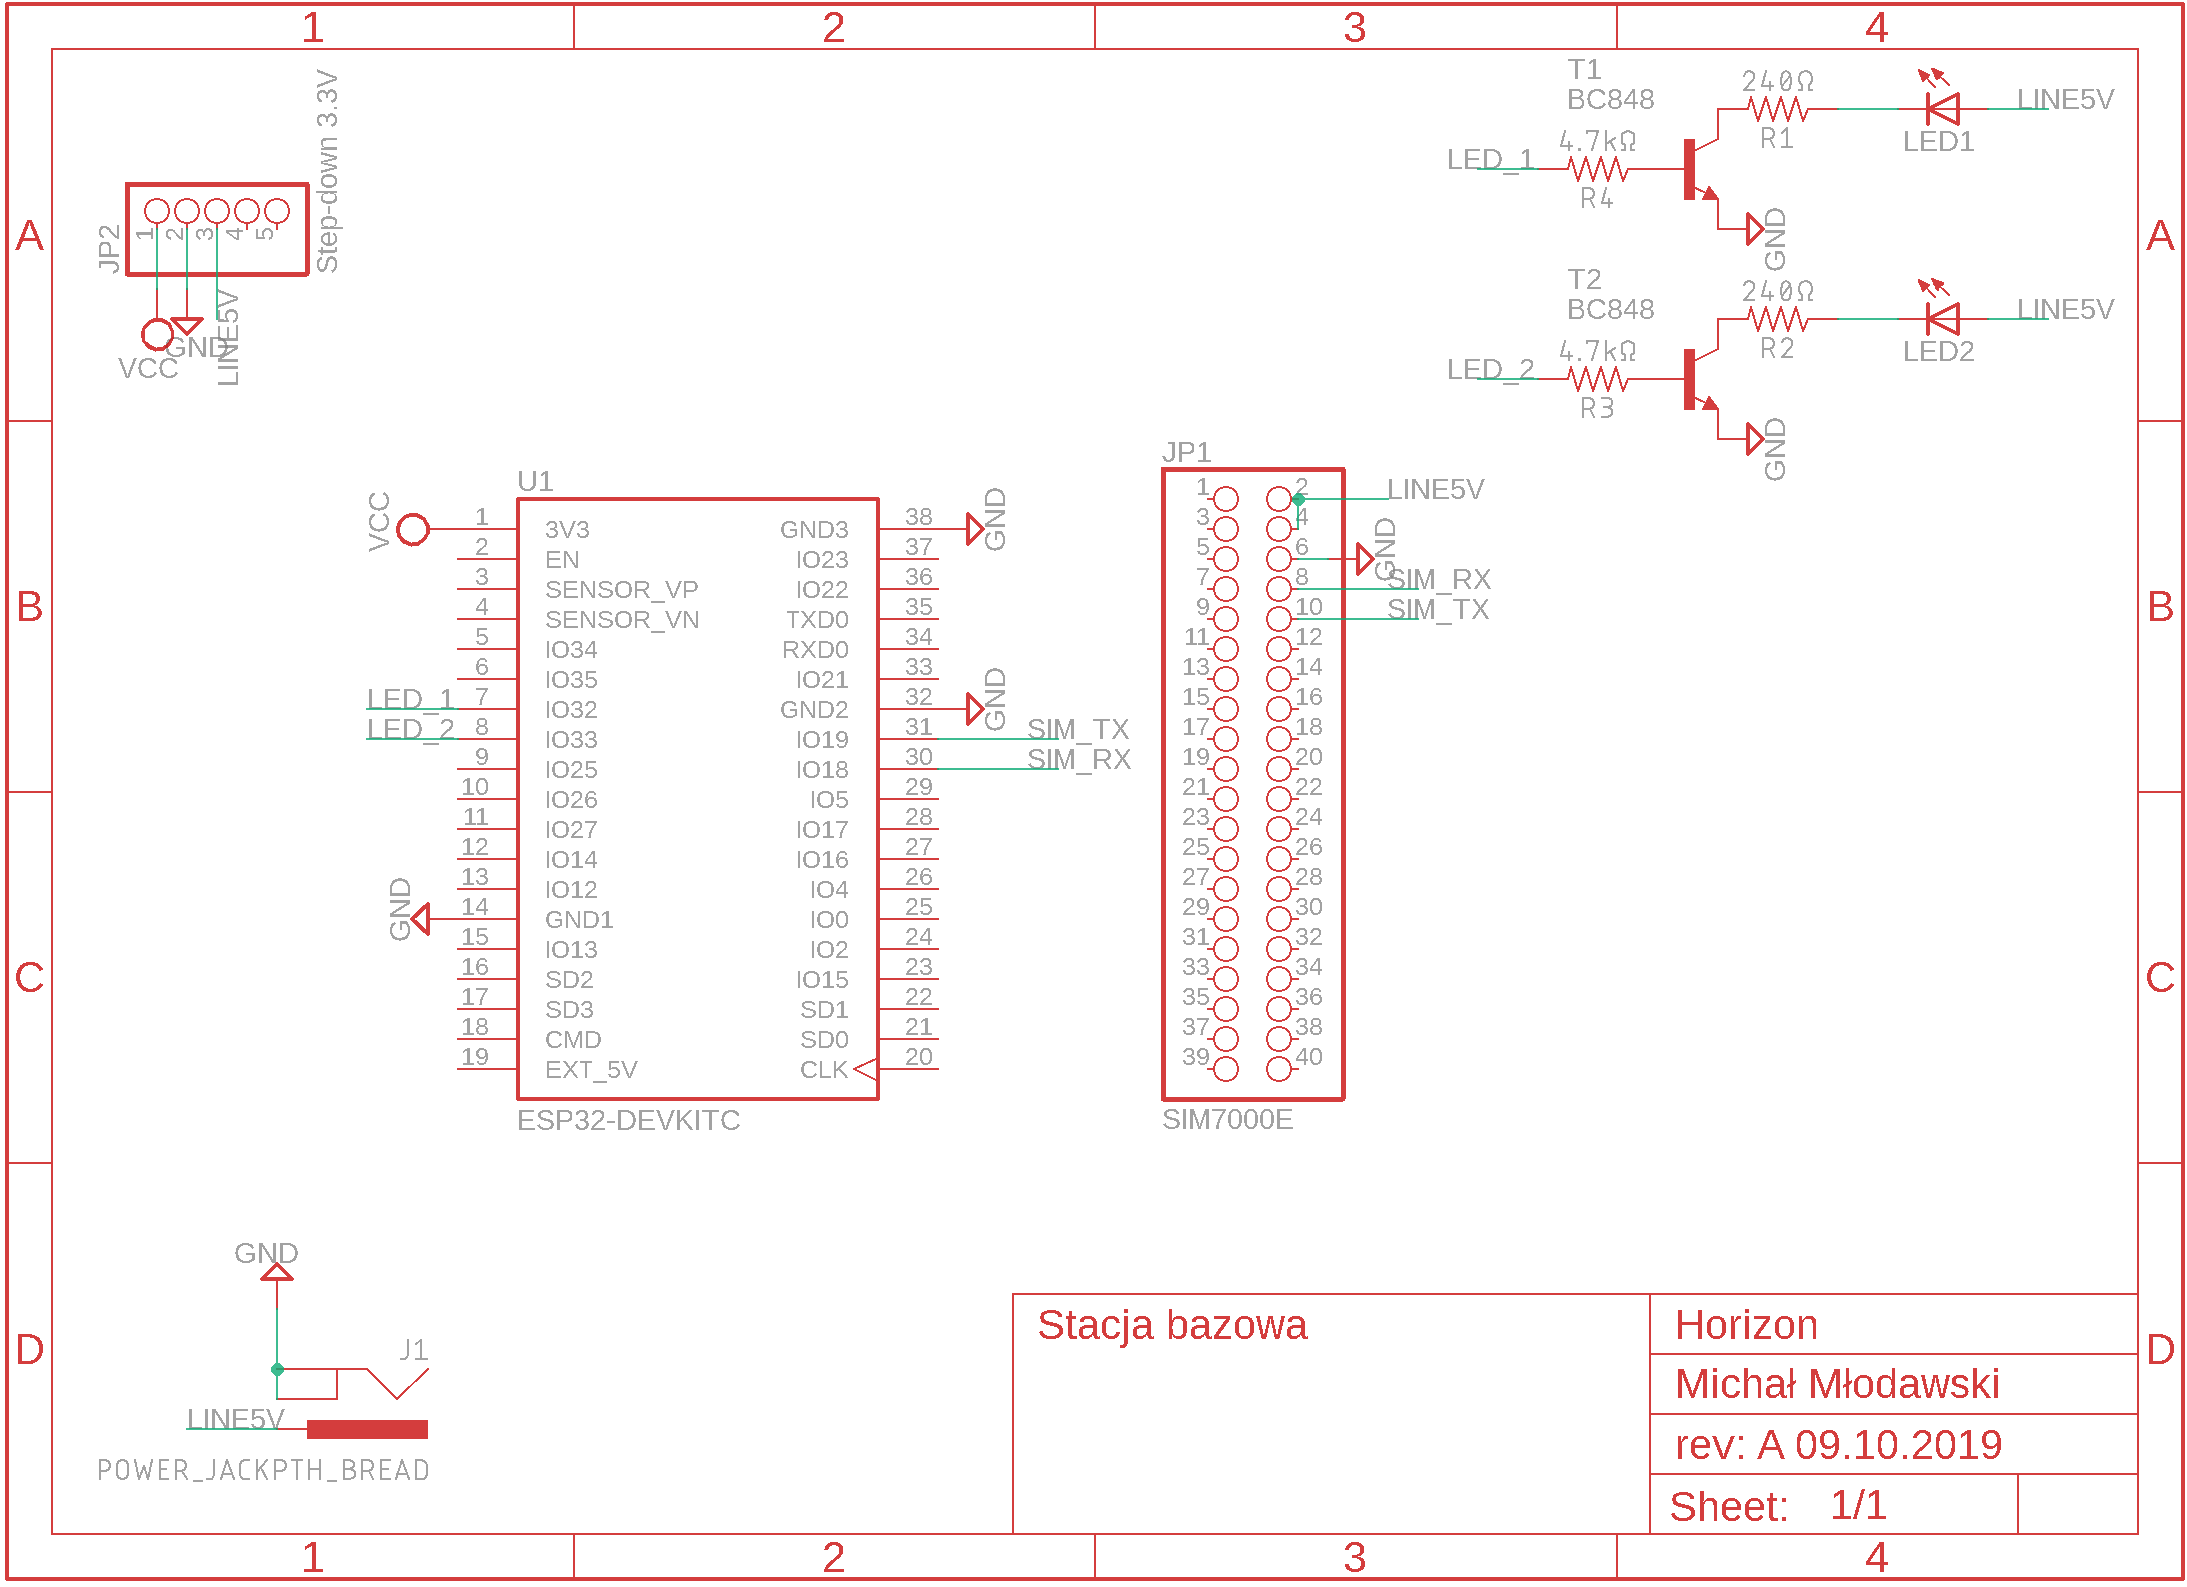 1 2 3 4
A
B
C
D
A
B
C
D
1 2 3 4
JP2
1 2 3 4 5
Step-down 3.3V
VCC
GND
LINE5V
T1
BC848
LED_1
4.7kΩ
R4
240Ω
R1
LED1
LINE5V
GND
T2
BC848
LED_2
4.7kΩ
R3
240Ω
R2
LED2
LINE5V
GND
U1
VCC
1 3V3 GND3 38
GND
2 EN IO23 37
3 SENSOR_VP IO22 36
4 SENSOR_VN TXD0 35
5 IO34 RXD0 34
6 IO35 IO21 33
LED_1 7 IO32 GND2 32 GND
LED_2 8 IO33 IO19 31 SIM_TX
9 IO25 IO18 30 SIM_RX
10 IO26 IO5 29
11 IO27 IO17 28
12 IO14 IO16 27
13 IO12 IO4 26
GND 14 GND1 IO0 25
15 IO13 IO2 24
16 SD2 IO15 23
17 SD3 SD1 22
18 CMD SD0 21
19 EXT_5V CLK 20
ESP32-DEVKITC
JP1
1 2 LINE5V
3 4
5 6 GND
7 8 SIM_RX
9 10 SIM_TX
11 12
13 14
15 16
17 18
19 20
21 22
23 24
25 26
27 28
29 30
31 32
33 34
35 36
37 38
39 40
SIM7000E
GND
J1
LINE5V
POWER_JACKPTH_BREAD
Stacja bazowa
Horizon
Michał Młodawski
rev: A 09.10.2019
Sheet: 1/1